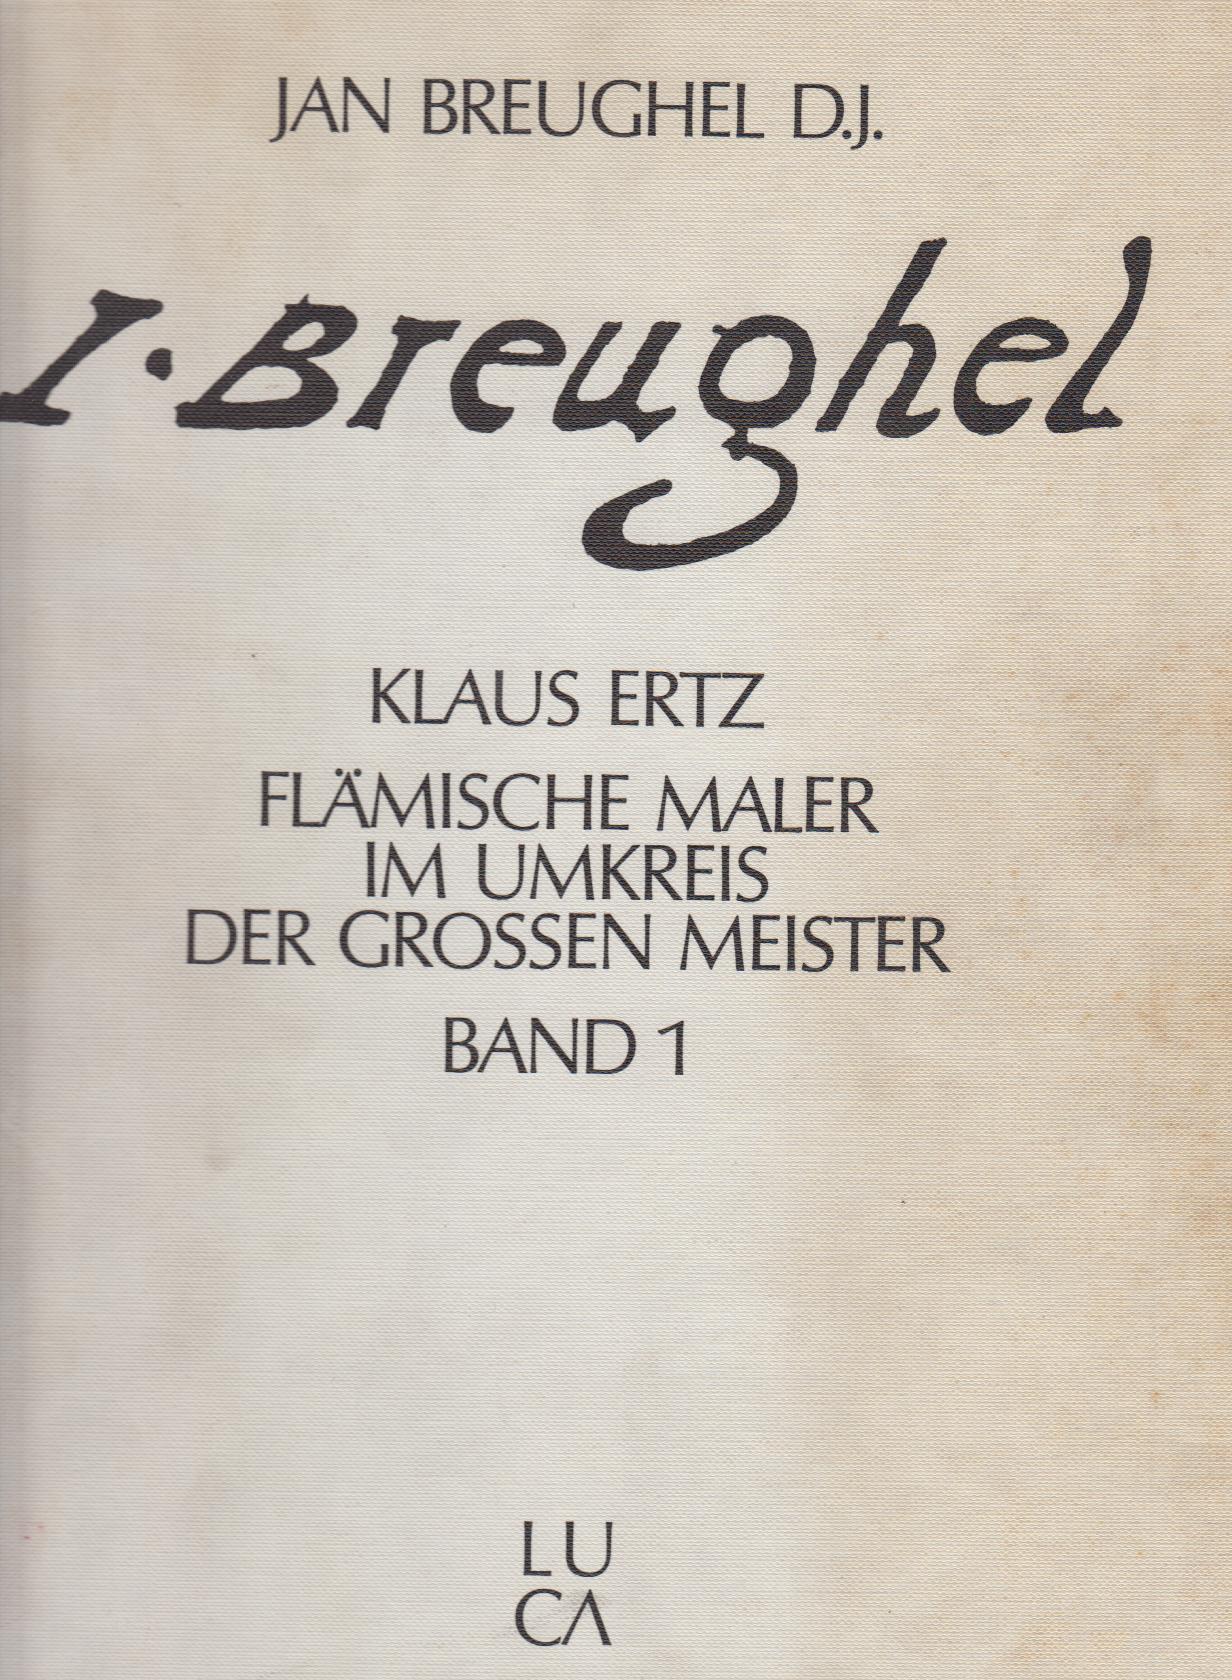 JAN BREUGHEL D.J.
I·Breughel
KLAUS ERTZ
FLÄMISCHE MALER
IM UMKREIS
DER GROSSEN MEISTER
BAND 1
LU
CA